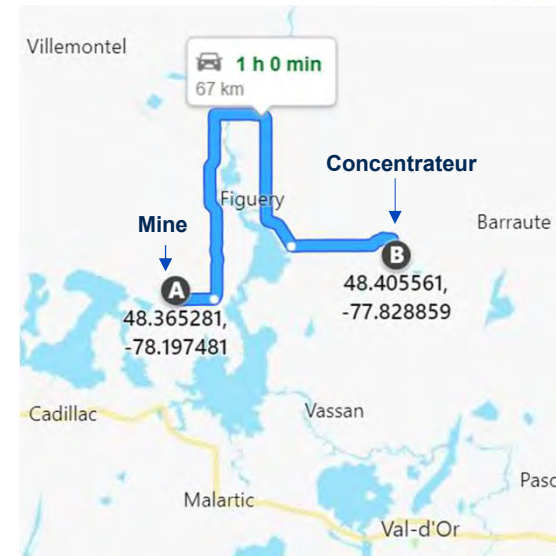 Villemontel
1 h 0 min
67 km
Concentrateur
Figuery
Mine
Barraute
B
A
48.405561,
-77.828859
48.365281,
-78.197481
Cadillac
Vassan
Malartic
Pasc
Val-d'Or